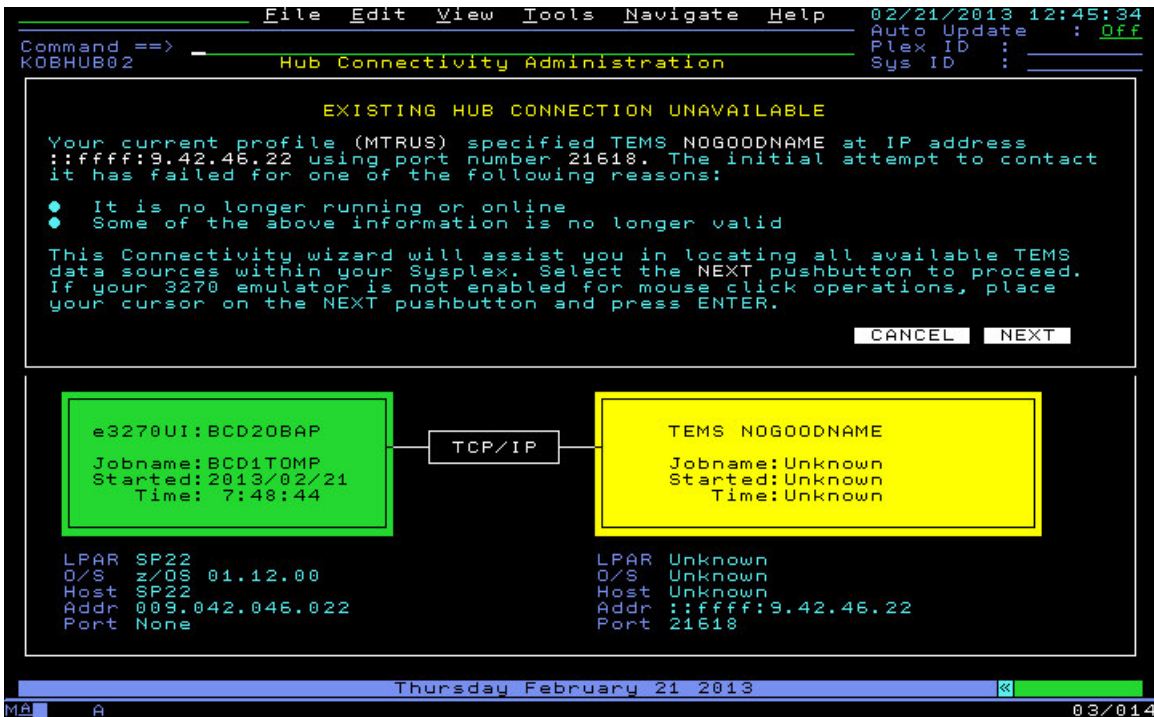 File Edit View Tools Navigate Help 02/21/2013 12:45:34
Auto Update : Off
Command ==> _ Plex ID :
KOBHUB02 Hub Connectivity Administration Sys ID :
EXISTING HUB CONNECTION UNAVAILABLE
Your current profile (MTRUS) specified TEMS NOGOODNAME at IP address
::ffff:9.42.46.22 using port number 21618. The initial attempt to contact
it has failed for one of the following reasons:
● It is no longer running or online
● Some of the above information is no longer valid
This Connectivity wizard will assist you in locating all available TEMS
data sources within your Sysplex. Select the NEXT pushbutton to proceed.
If your 3270 emulator is not enabled for mouse click operations, place
your cursor on the NEXT pushbutton and press ENTER.
CANCEL NEXT
e3270UI:BCD2OBAP
Jobname:BCD1TOMP
Started:2013/02/21
Time: 7:48:44
TCP/IP
TEMS NOGOODNAME
Jobname:Unknown
Started:Unknown
Time:Unknown
LPAR SP22
O/S z/OS 01.12.00
Host SP22
Addr 009.042.046.022
Port None
LPAR Unknown
O/S Unknown
Host Unknown
Addr ::ffff:9.42.46.22
Port 21618
Thursday February 21 2013 «
MA A 03/014